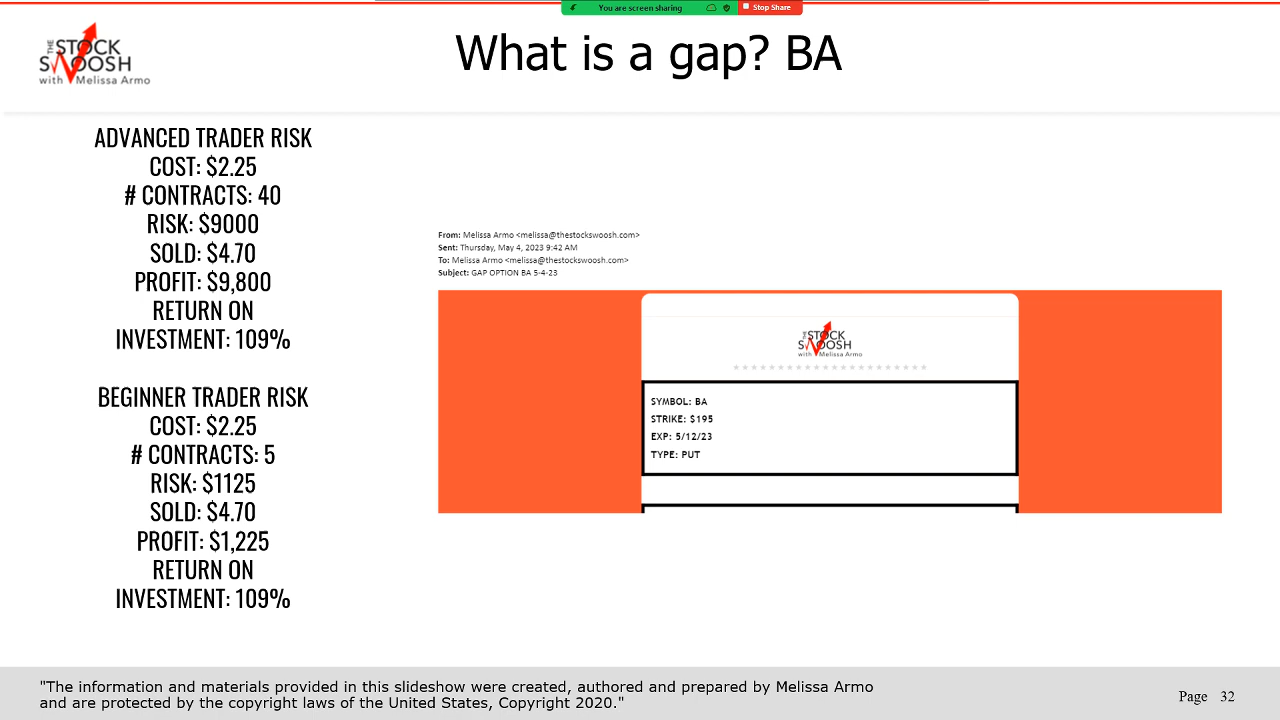 You are screen sharing
Stop Share
THE
STOCK
SWOOSH
with Melissa Armo
What is a gap? BA
ADVANCED TRADER RISK
COST: $2.25
# CONTRACTS: 40
RISK: $9000
SOLD: $4.70
PROFIT: $9,800
RETURN ON
INVESTMENT: 109%
BEGINNER TRADER RISK
COST: $2.25
# CONTRACTS: 5
RISK: $1125
SOLD: $4.70
PROFIT: $1,225
RETURN ON
INVESTMENT: 109%
From: Melissa Armo <melissa@thestockswoosh.com>
Sent: Thursday, May 4, 2023 9:42 AM
To: Melissa Armo <melissa@thestockswoosh.com>
Subject: GAP OPTION BA 5-4-23
THE
STOCK
SWOOSH
with Melissa Armo
SYMBOL: BA
STRIKE: $195
EXP: 5/12/23
TYPE: PUT
"The information and materials provided in this slideshow were created, authored and prepared by Melissa Armo
and are protected by the copyright laws of the United States, Copyright 2020."
Page 32